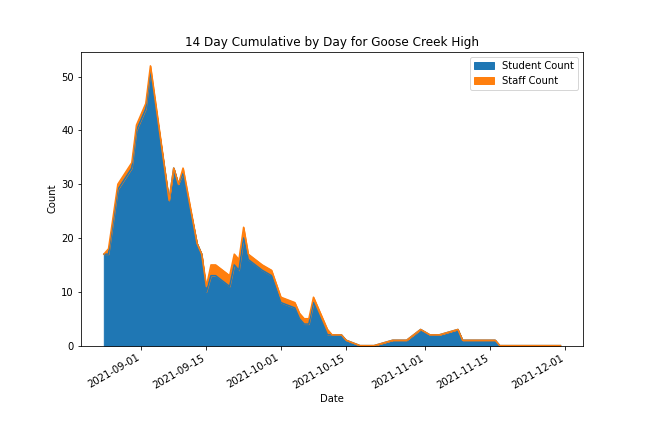 14 Day Cumulative by Day for Goose Creek High
Student Count
Staff Count
50
40
30
20
10
0
Count
2021-09-01
2021-09-15
2021-10-01
2021-10-15
2021-11-01
2021-11-15
2021-12-01
Date